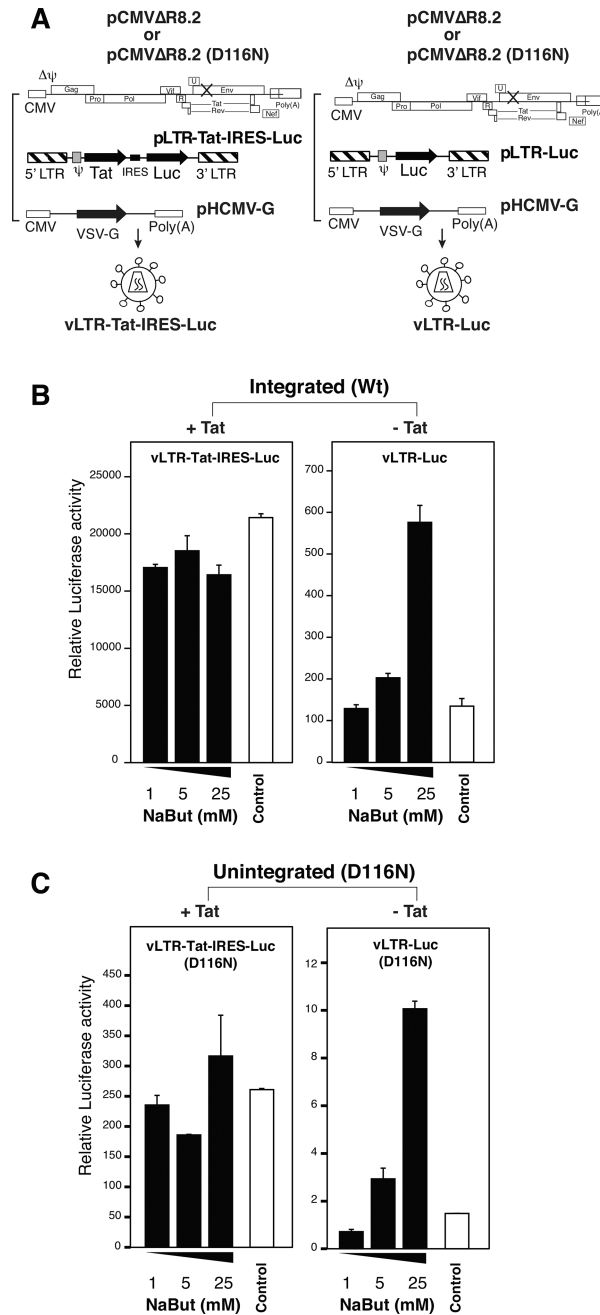 A
pCMVΔR8.2
or
pCMVΔR8.2 (D116N)
Δψ
Gag
Pro
Pol
Vif
R
U
Env
Tat
Rev
Nef
Poly(A)
CMV
pLTR-Tat-IRES-Luc
5' LTR
ψ
Tat
IRES
Luc
3' LTR
pHCMV-G
CMV
VSV-G
Poly(A)
vLTR-Tat-IRES-Luc
pCMVΔR8.2
or
pCMVΔR8.2 (D116N)
Δψ
Gag
Pro
Pol
Vif
R
U
Env
Tat
Rev
Nef
Poly(A)
CMV
pLTR-Luc
5' LTR
ψ
Luc
3' LTR
pHCMV-G
CMV
VSV-G
Poly(A)
vLTR-Luc
B
Integrated (Wt)
+ Tat
- Tat
vLTR-Tat-IRES-Luc
Relative Luciferase activity
25000
20000
15000
10000
5000
0
1 5 25 Control
NaBut (mM)
vLTR-Luc
700
600
500
400
300
200
100
0
1 5 25 Control
NaBut (mM)
C
Unintegrated (D116N)
+ Tat
- Tat
vLTR-Tat-IRES-Luc
(D116N)
Relative Luciferase activity
450
400
350
300
250
200
150
100
50
0
1 5 25 Control
NaBut (mM)
vLTR-Luc
(D116N)
12
10
8
6
4
2
0
1 5 25 Control
NaBut (mM)